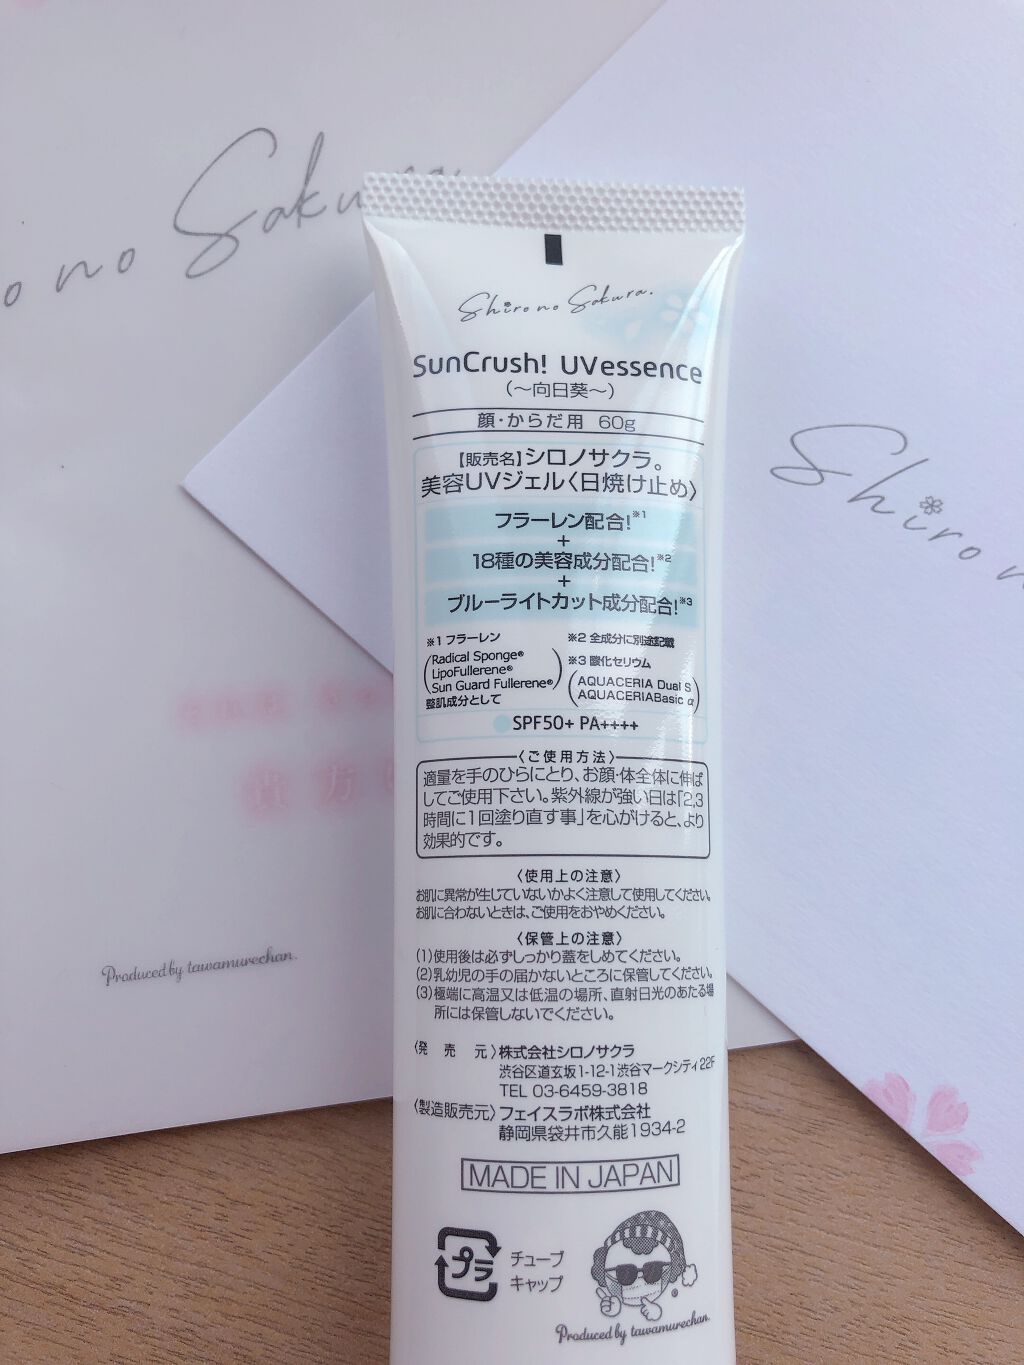 no Sakura.
Shiro no Sakura.
SunCrush! UVessence
(～向日葵～)
顔・からだ用 60g
【販売名】シロノサクラ。
美容UVジェル〈日焼け止め〉
フラーレン配合!※1
+
18種の美容成分配合!※2
+
ブルーライトカット成分配合!※3
※1 フラーレン
(Radical Sponge®
LipoFullerene®
Sun Guard Fullerene®)
整肌成分として
※2 全成分に別途記載
※3 酸化セリウム
(AQUACERIA Dual S
AQUACERIABasic α)
SPF50+ PA++++
〈ご使用方法〉
適量を手のひらにとり、お顔・体全体に伸ば
してご使用下さい。紫外線が強い日は「2,3
時間に1回塗り直す事」を心がけると、より
効果的です。
〈使用上の注意〉
お肌に異常が生じていないかよく注意して使用してください。
お肌に合わないときは、ご使用をおやめください。
〈保管上の注意〉
(1)使用後は必ずしっかり蓋をしめてください。
(2)乳幼児の手の届かないところに保管してください。
(3)極端に高温又は低温の場所、直射日光のあたる場
所には保管しないでください。
〈発売元〉株式会社シロノサクラ
渋谷区道玄坂1-12-1渋谷マークシティ22F
TEL 03-6459-3818
〈製造販売元〉フェイスラボ株式会社
静岡県袋井市久能1934-2
MADE IN JAPAN
プラ
チューブ
キャップ
Produced by tawamurechan.
Produced by tawamurechan.
Shiro
貴方